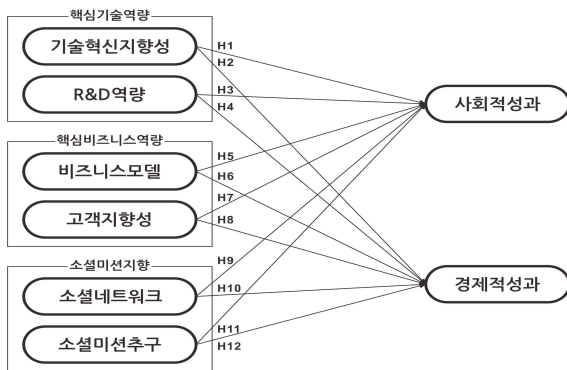 핵심기술역량
기술혁신지향성
R&D역량
핵심비즈니스역량
비즈니스모델
고객지향성
소셜미션지향
소셜네트워크
소셜미션추구
H1
H2
H3
H4
H5
H6
H7
H8
H9
H10
H11
H12
사회적성과
경제적성과